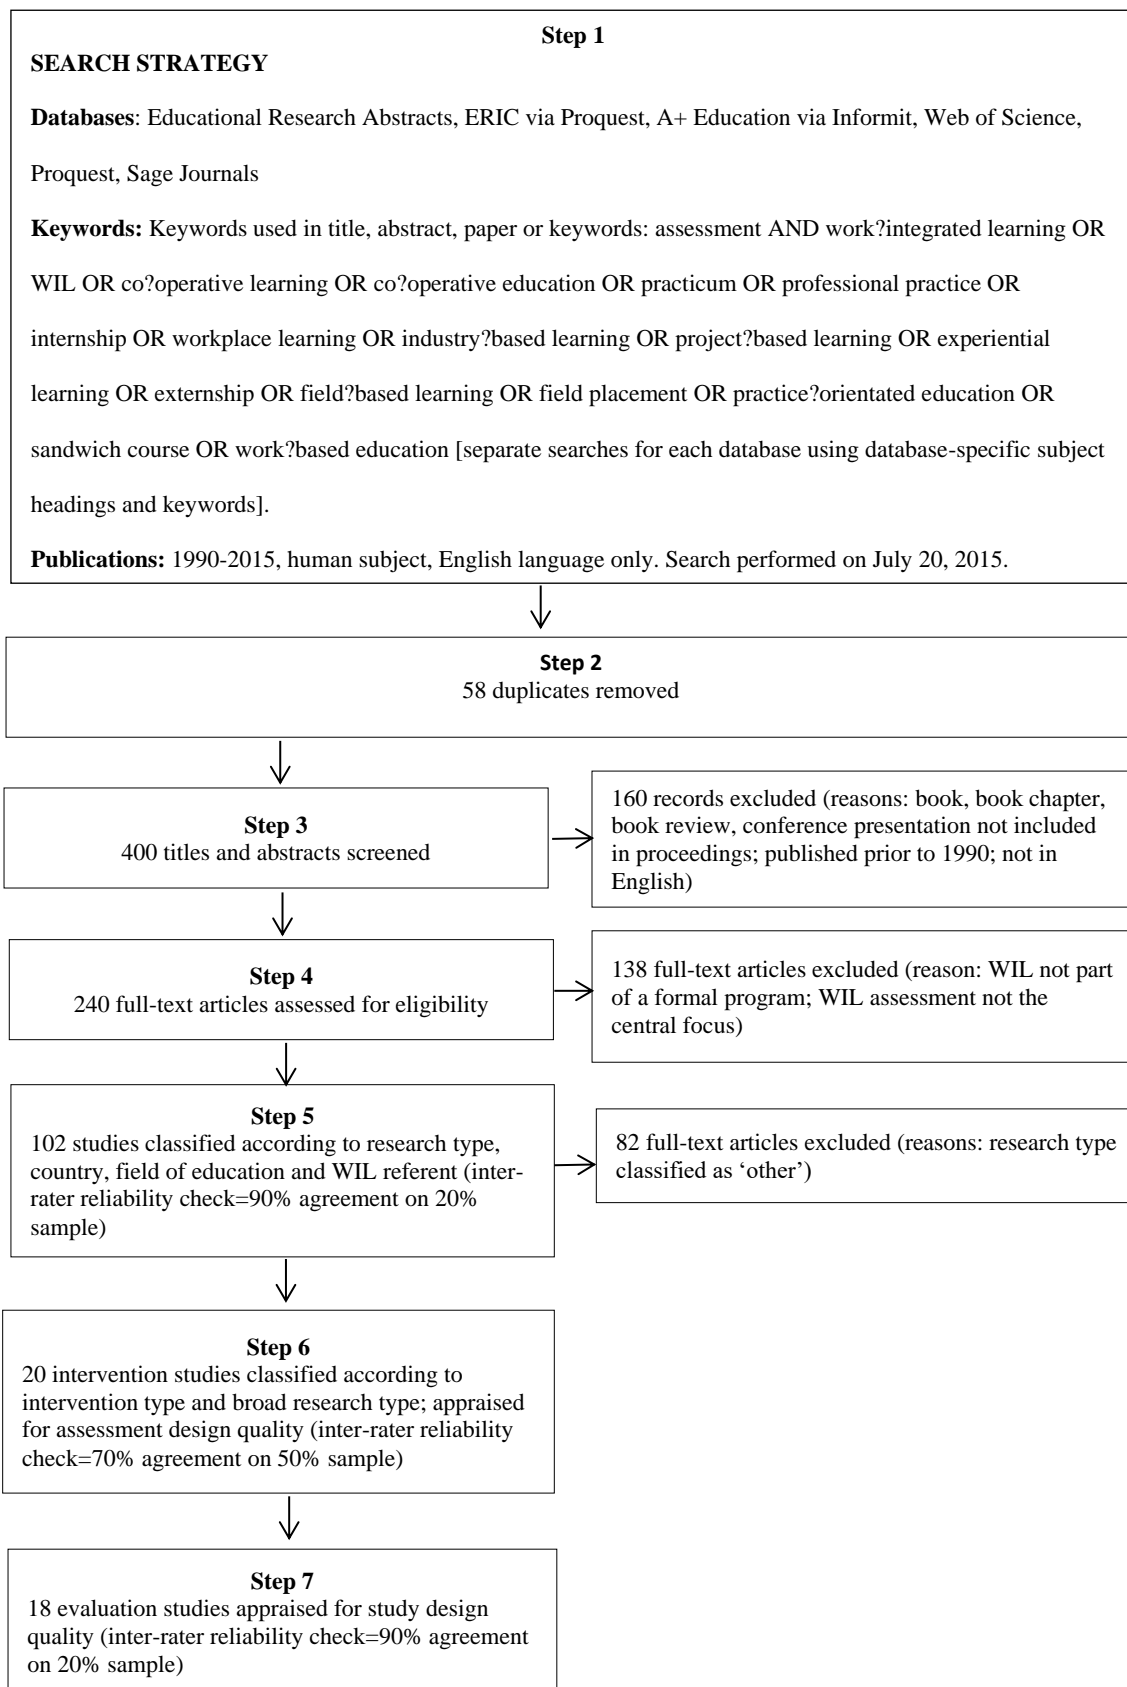 Step 1
SEARCH STRATEGY
Databases: Educational Research Abstracts, ERIC via Proquest, A+ Education via Informit, Web of Science,
Proquest, Sage Journals
Keywords: Keywords used in title, abstract, paper or keywords: assessment AND work?integrated learning OR
WIL OR co?operative learning OR co?operative education OR practicum OR professional practice OR
internship OR workplace learning OR industry?based learning OR project?based learning OR experiential
learning OR externship OR field?based learning OR field placement OR practice?orientated education OR
sandwich course OR work?based education [separate searches for each database using database-specific subject
headings and keywords].
Publications: 1990-2015, human subject, English language only. Search performed on July 20, 2015.
Step 2
58 duplicates removed
Step 3
400 titles and abstracts screened
160 records excluded (reasons: book, book chapter,
book review, conference presentation not included
in proceedings; published prior to 1990; not in
English)
Step 4
240 full-text articles assessed for eligibility
138 full-text articles excluded (reason: WIL not part
of a formal program; WIL assessment not the
central focus)
Step 5
102 studies classified according to research type,
country, field of education and WIL referent (inter-
rater reliability check=90% agreement on 20%
sample)
82 full-text articles excluded (reasons: research type
classified as ‘other’)
Step 6
20 intervention studies classified according to
intervention type and broad research type; appraised
for assessment design quality (inter-rater reliability
check=70% agreement on 50% sample)
Step 7
18 evaluation studies appraised for study design
quality (inter-rater reliability check=90% agreement
on 20% sample)